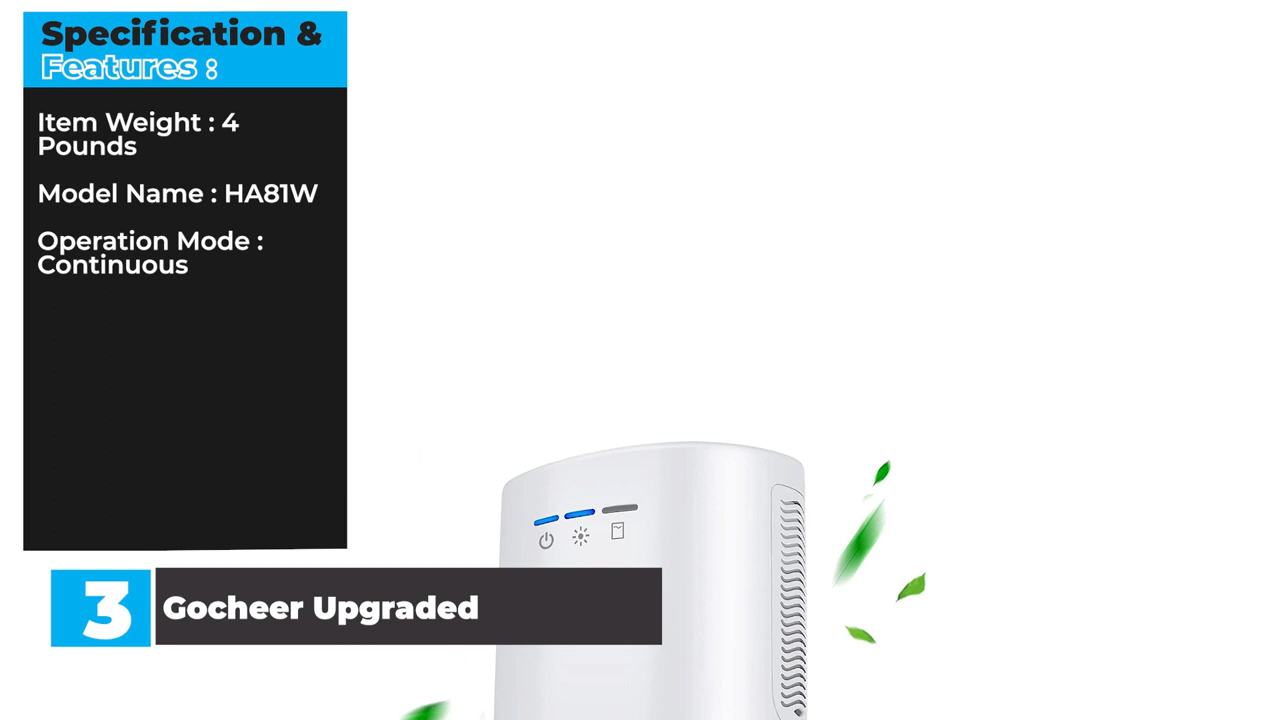 Specification &
Features :
Item Weight : 4
Pounds
Model Name : HA81W
Operation Mode :
Continuous
3
Gocheer Upgraded